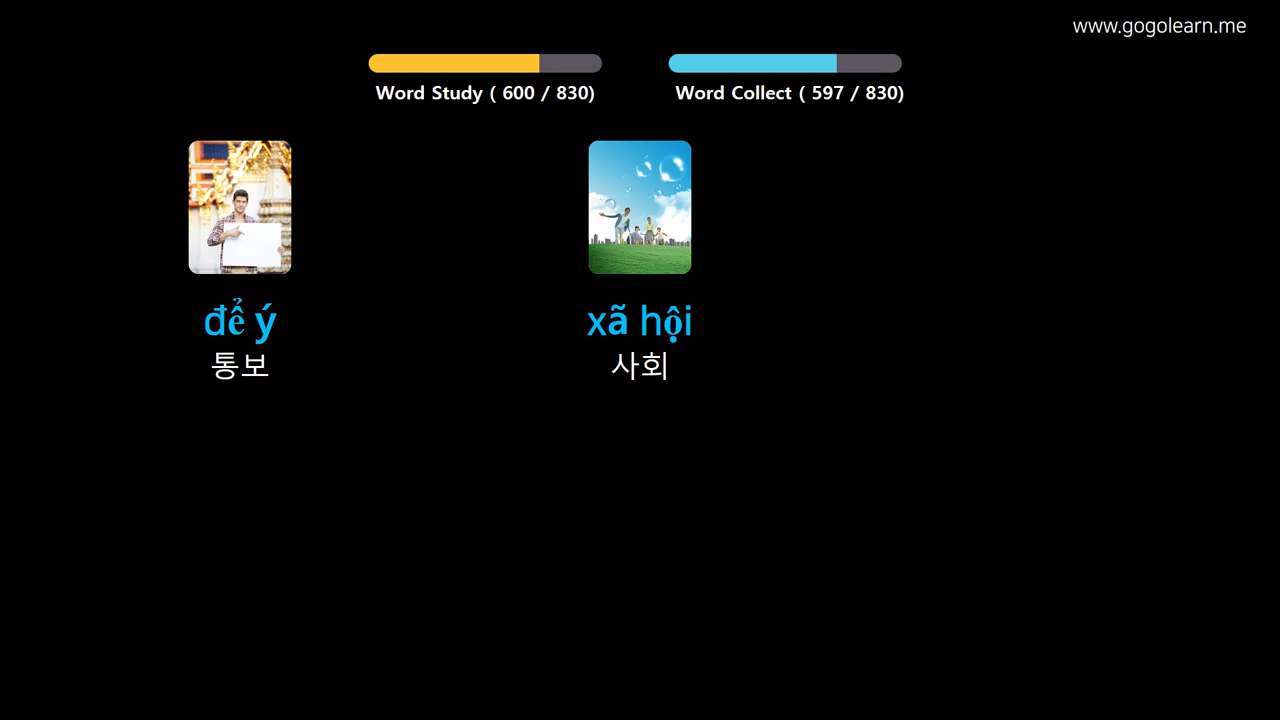 www.gogolearn.me
Word Study ( 600 / 830)
Word Collect ( 597 / 830)
để ý
통보
xã hội
사회